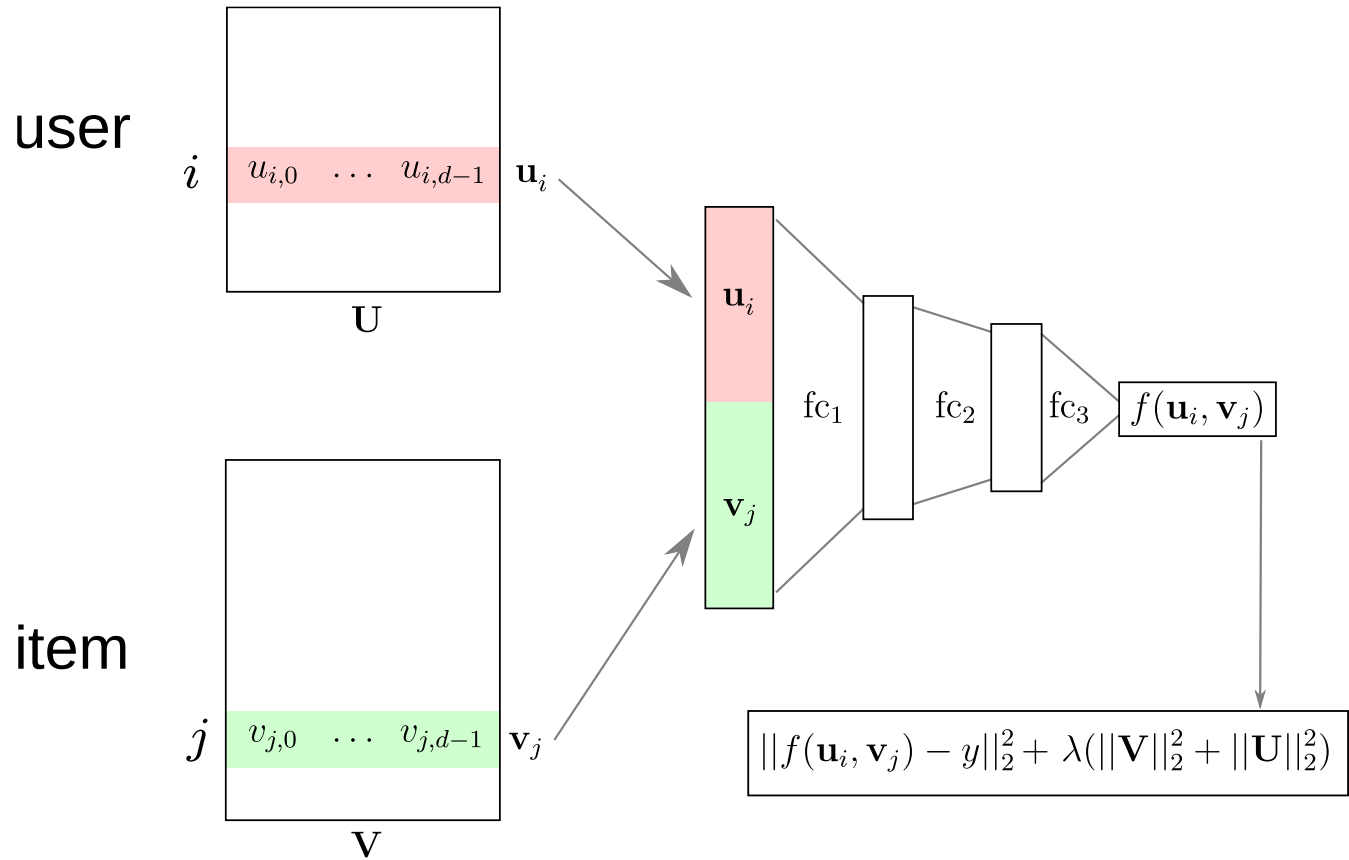 user
i u_{i,0} … u_{i,d−1} 𝐮_i
𝐔
item
j v_{j,0} … v_{j,d−1} 𝐯_j
𝐕
𝐮_i
𝐯_j
fc_1
fc_2
fc_3
f(𝐮_i, 𝐯_j)
||f(𝐮_i, 𝐯_j) − y||_2^2 + λ(||𝐕||_2^2 + ||𝐔||_2^2)